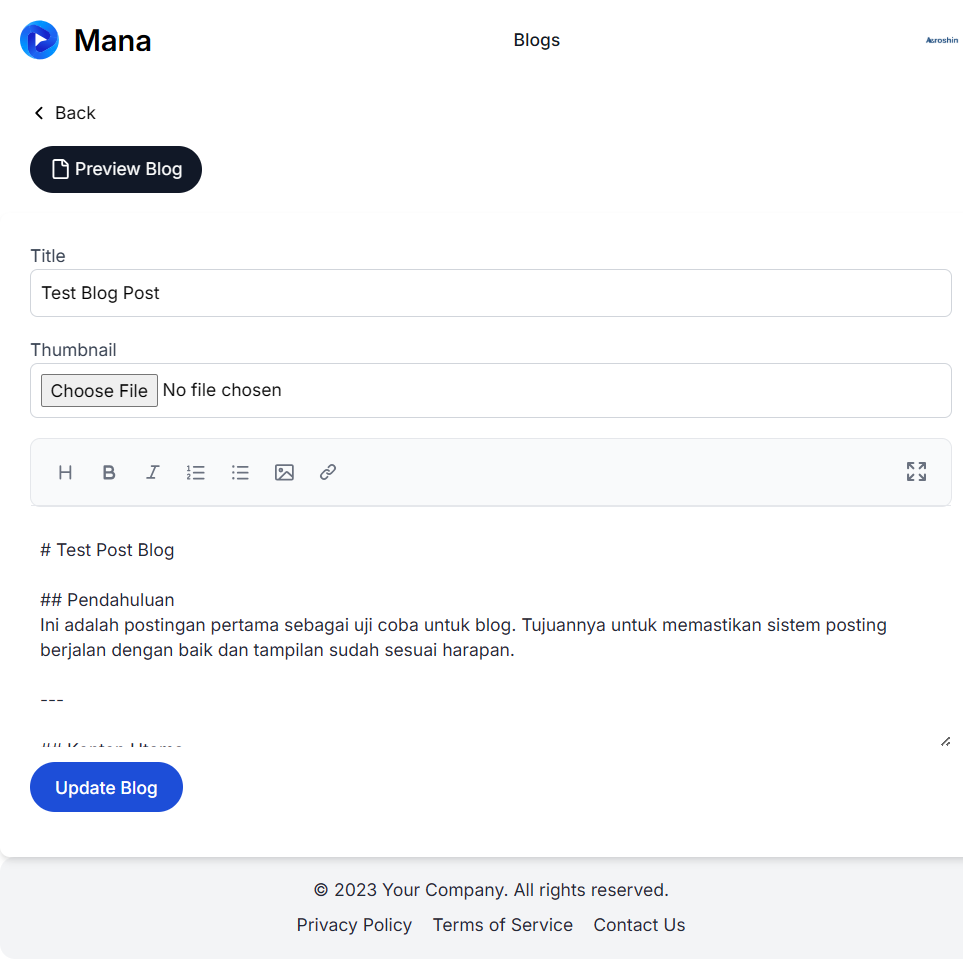 Mana
Blogs
Back
Preview Blog
Title
Test Blog Post
Thumbnail
Choose File No file chosen
H B I
# Test Post Blog
## Pendahuluan
Ini adalah postingan pertama sebagai uji coba untuk blog. Tujuannya untuk memastikan sistem posting
berjalan dengan baik dan tampilan sudah sesuai harapan.
---
Update Blog
© 2023 Your Company. All rights reserved.
Privacy Policy Terms of Service Contact Us